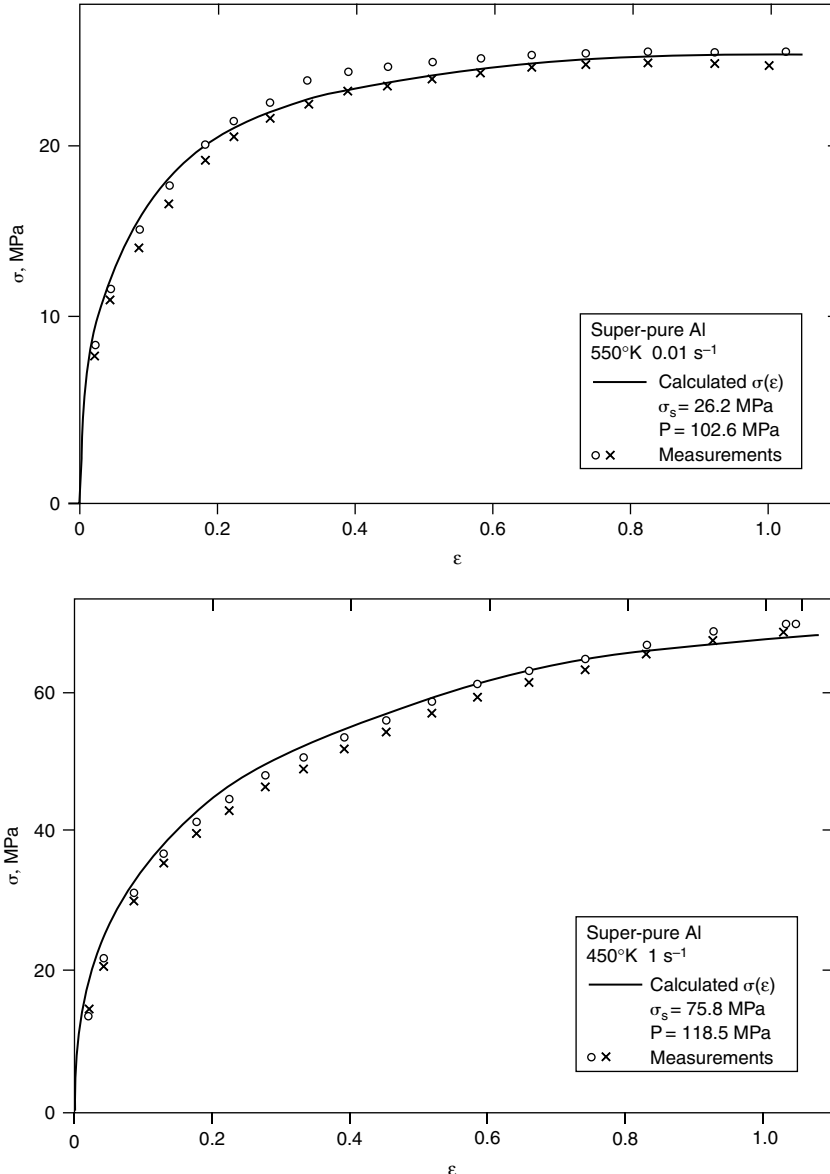 20
10
0
σ, MPa
0
0.2
0.4
0.6
0.8
1.0
ε
Super-pure Al
550°K 0.01 s⁻¹
Calculated σ(ε)
σₛ = 26.2 MPa
P = 102.6 MPa
Measurements
60
40
20
0
σ, MPa
0
0.2
0.4
0.6
0.8
1.0
ε
Super-pure Al
450°K 1 s⁻¹
Calculated σ(ε)
σₛ = 75.8 MPa
P = 118.5 MPa
Measurements